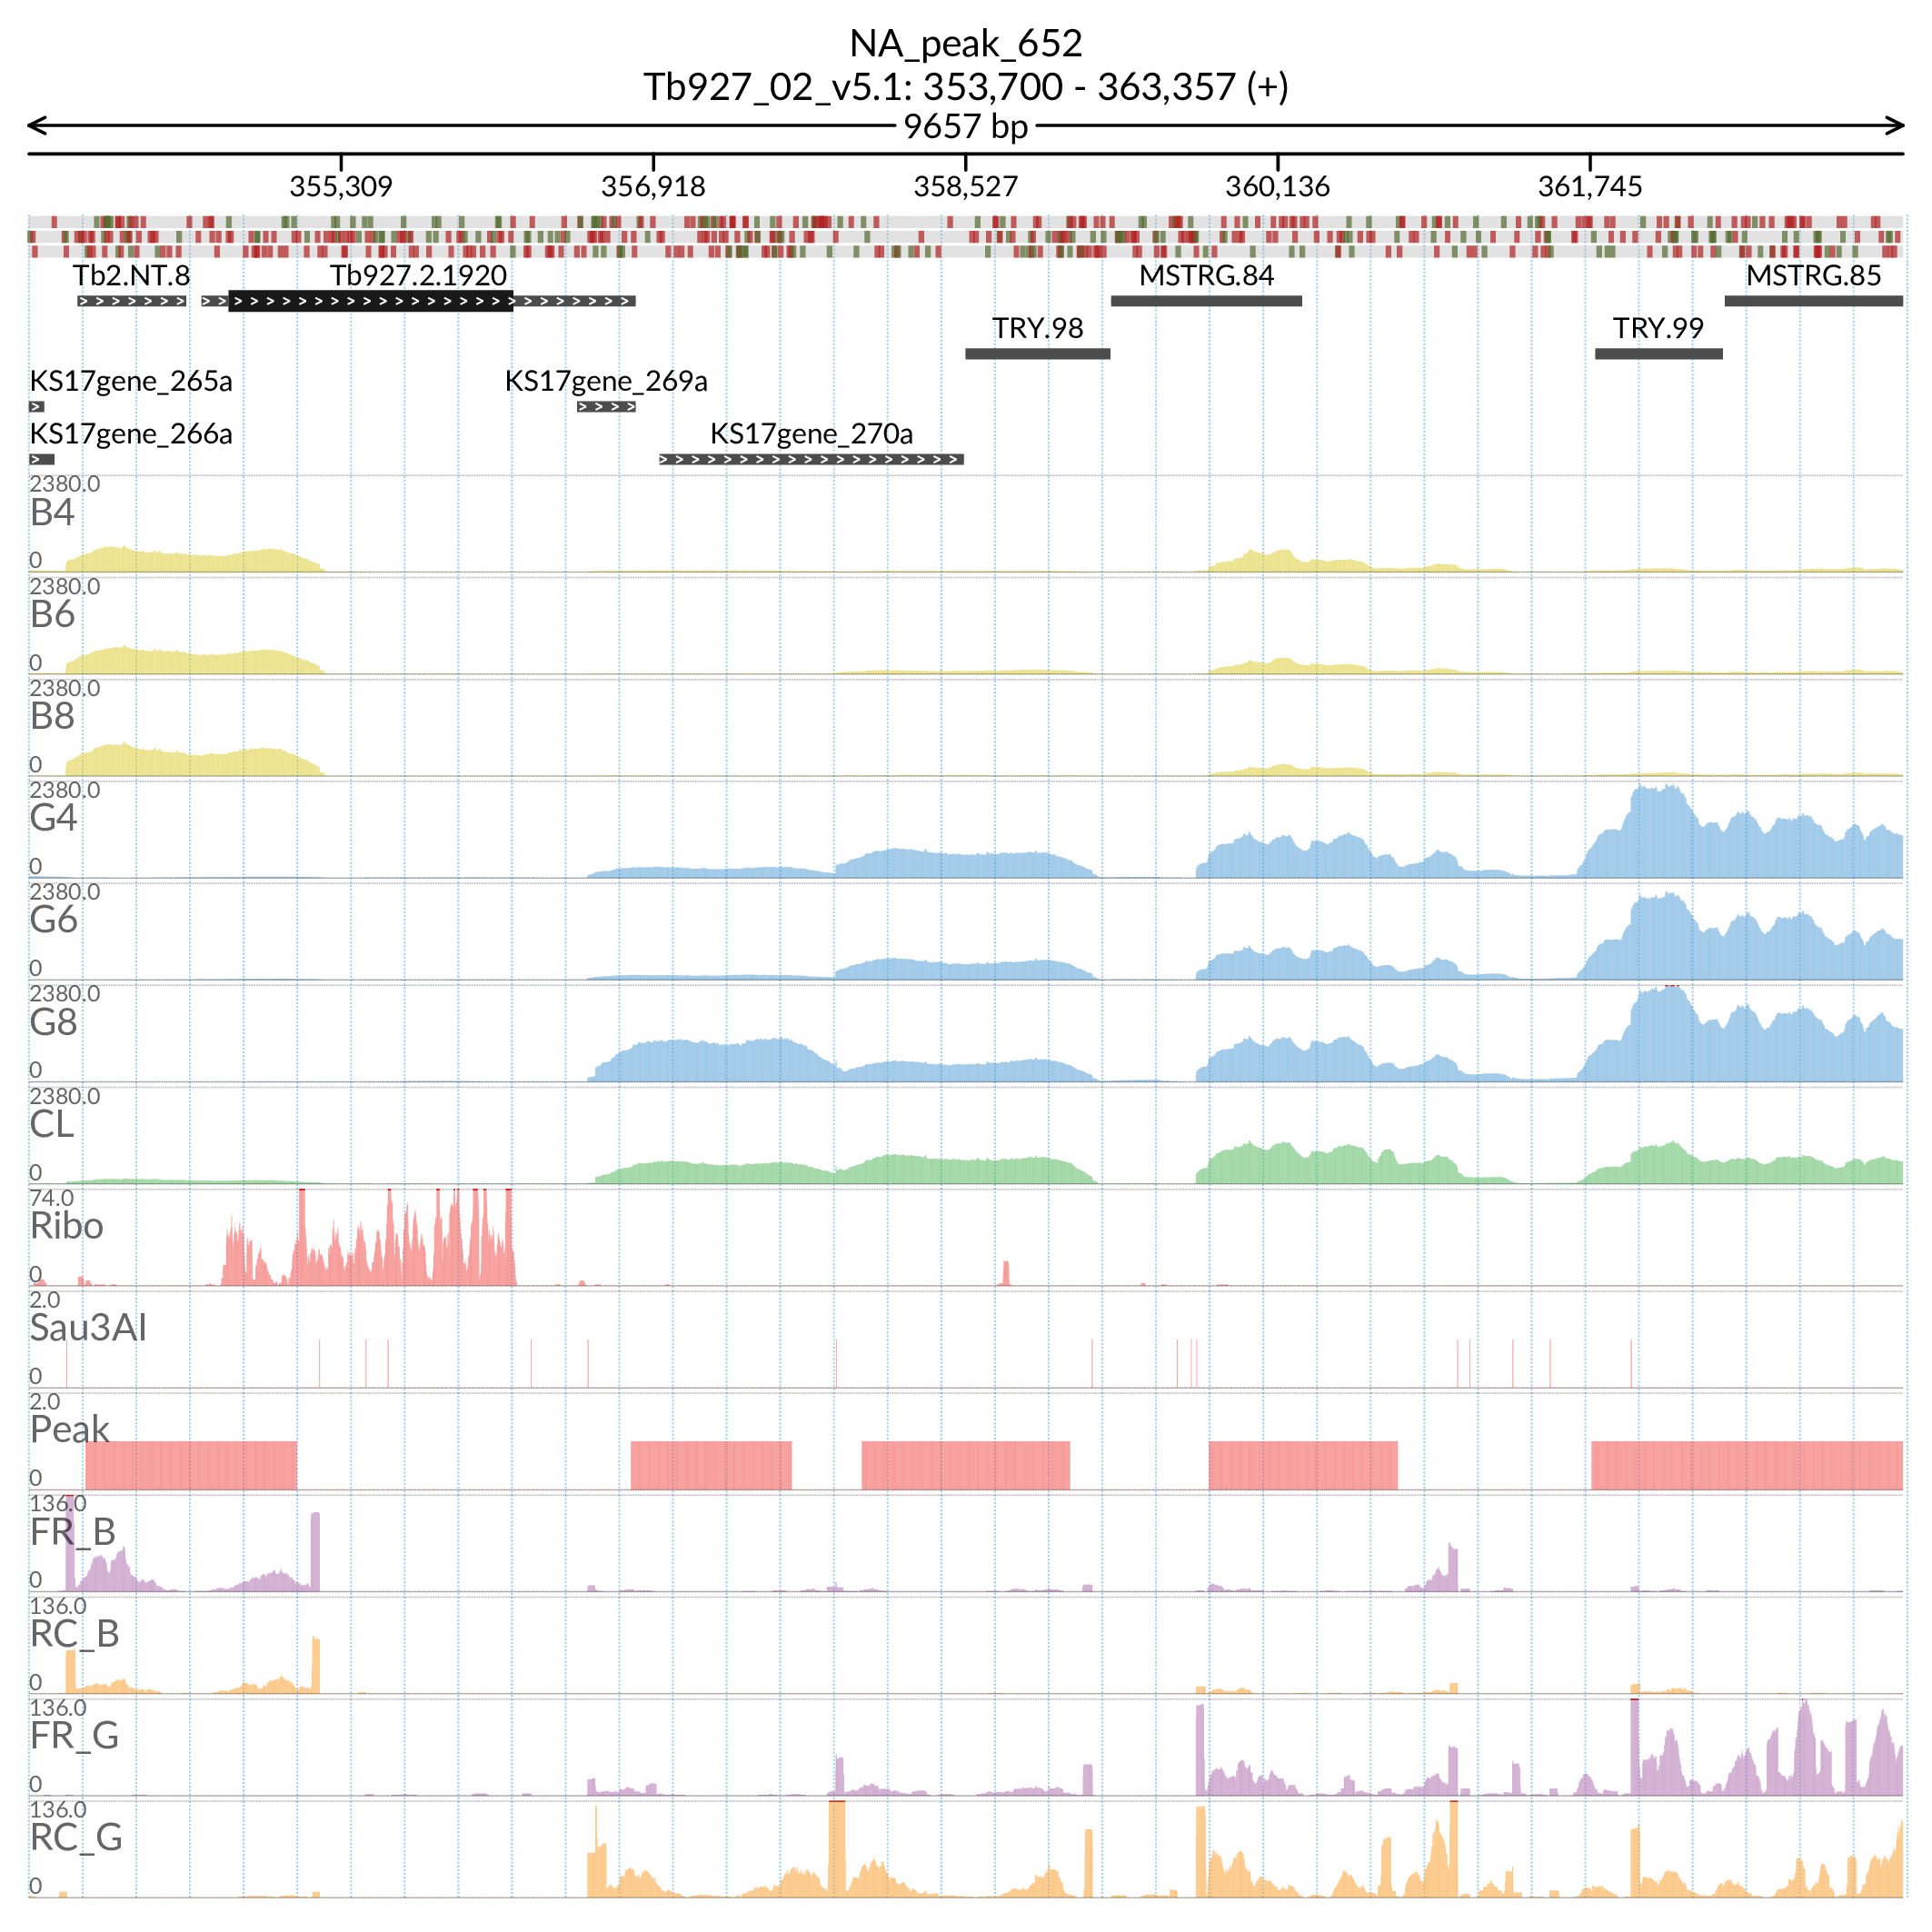 NA_peak_652
Tb927_02_v5.1: 353,700 - 363,357 (+)
9657 bp
355,309 356,918 358,527 360,136 361,745
Tb2.NT.8 Tb927.2.1920 MSTRG.84 MSTRG.85
TRY.98 TRY.99
KS17gene_265a KS17gene_269a
KS17gene_266a KS17gene_270a
2380.0
B4
0
2380.0
B6
0
2380.0
B8
0
2380.0
G4
0
2380.0
G6
0
2380.0
G8
0
2380.0
CL
0
74.0
Ribo
0
2.0
Sau3AI
0
2.0
Peak
0
136.0
FR_B
0
136.0
RC_B
0
136.0
FR_G
0
136.0
RC_G
0